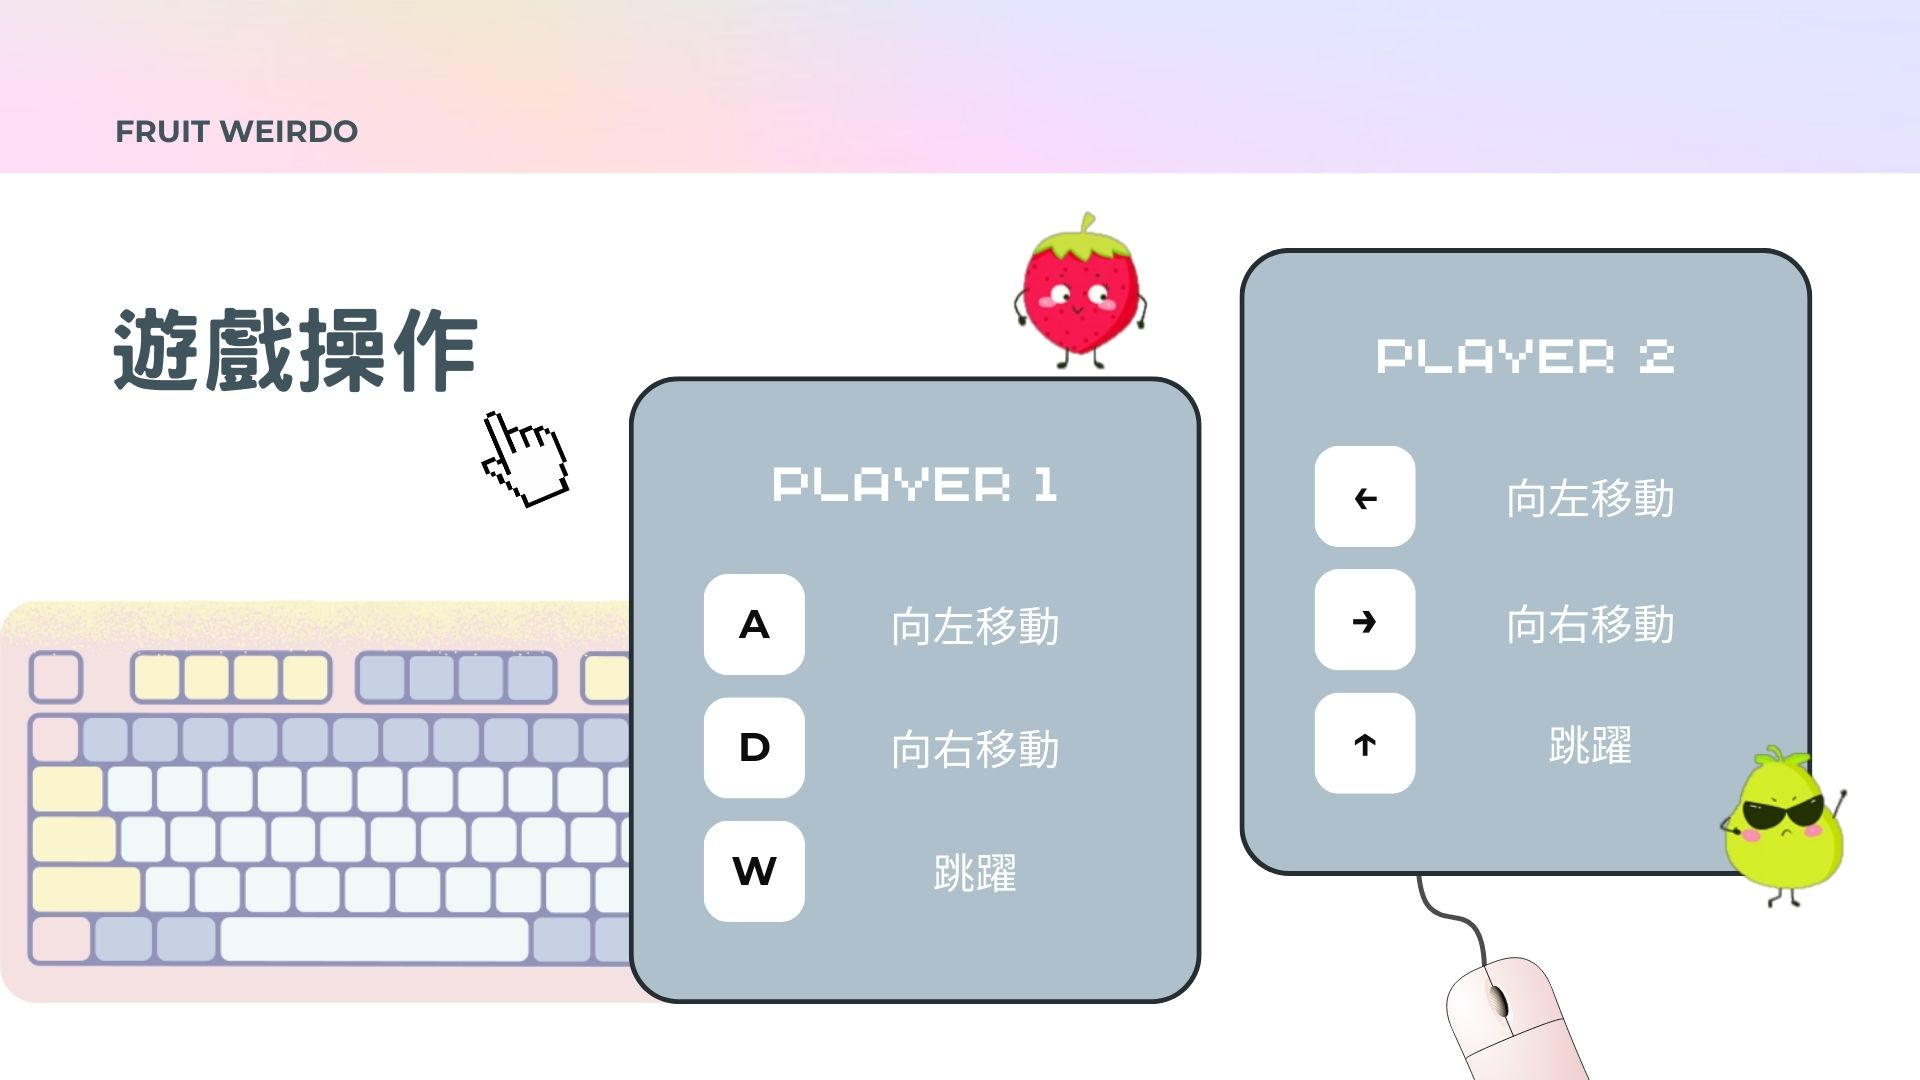 FRUIT WEIRDO
遊戲操作
PLAYER 1
A 向左移動
D 向右移動
W 跳躍
PLAYER 2
← 向左移動
→ 向右移動
↑ 跳躍